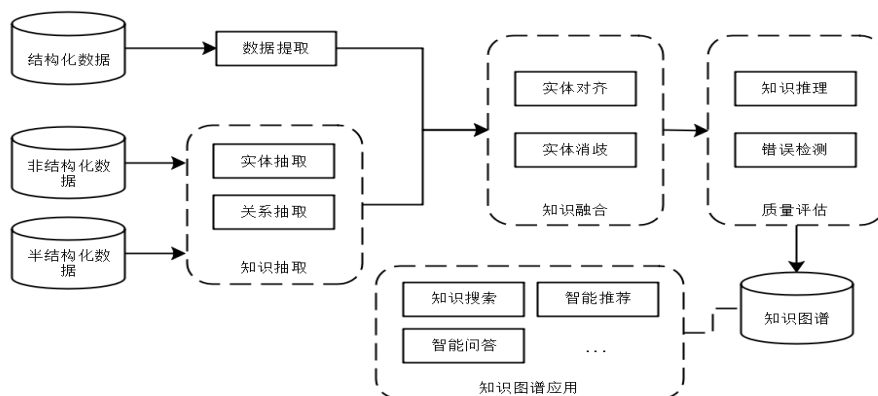 结构化数据
数据提取
非结构化数
据
半结构化数
据
实体抽取
关系抽取
知识抽取
实体对齐
实体消歧
知识融合
知识推理
错误检测
质量评估
知识图谱
知识搜索
智能推荐
智能问答
...
知识图谱应用